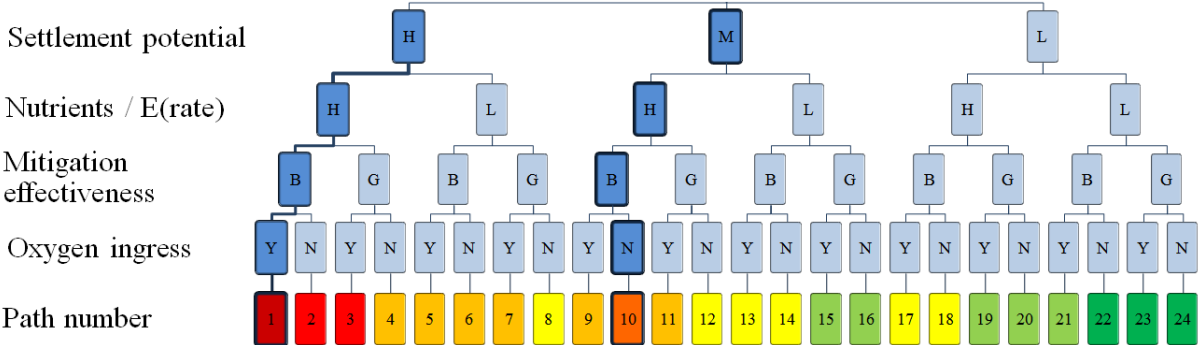 Settlement potential H M L
Nutrients / E(rate) H L H L H L
Mitigation
effectiveness B G B G B G B G B G B G
Oxygen ingress Y N Y N Y N Y N Y N Y N Y N Y N Y N Y N Y N Y N
Path number 1 2 3 4 5 6 7 8 9 10 11 12 13 14 15 16 17 18 19 20 21 22 23 24